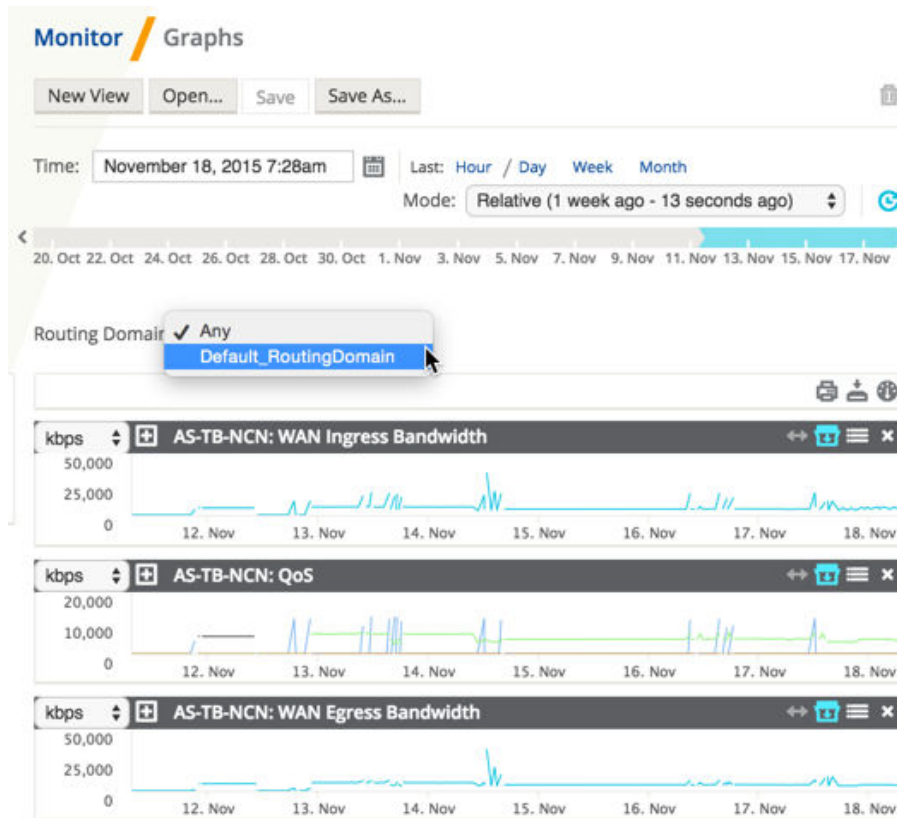 Monitor / Graphs
New View Open... Save Save As...
Time: November 18, 2015 7:28am Last: Hour / Day Week Month
Mode: Relative (1 week ago - 13 seconds ago)
20. Oct 22. Oct 24. Oct 26. Oct 28. Oct 30. Oct 1. Nov 3. Nov 5. Nov 7. Nov 9. Nov 11. Nov 13. Nov 15. Nov 17. Nov
Routing Domain ✓ Any
Default_RoutingDomain
kbps AS-TB-NCN: WAN Ingress Bandwidth
50,000
25,000
0
12. Nov 13. Nov 14. Nov 15. Nov 16. Nov 17. Nov 18. Nov
kbps AS-TB-NCN: QoS
20,000
10,000
0
12. Nov 13. Nov 14. Nov 15. Nov 16. Nov 17. Nov 18. Nov
kbps AS-TB-NCN: WAN Egress Bandwidth
50,000
25,000
0
12. Nov 13. Nov 14. Nov 15. Nov 16. Nov 17. Nov 18. Nov